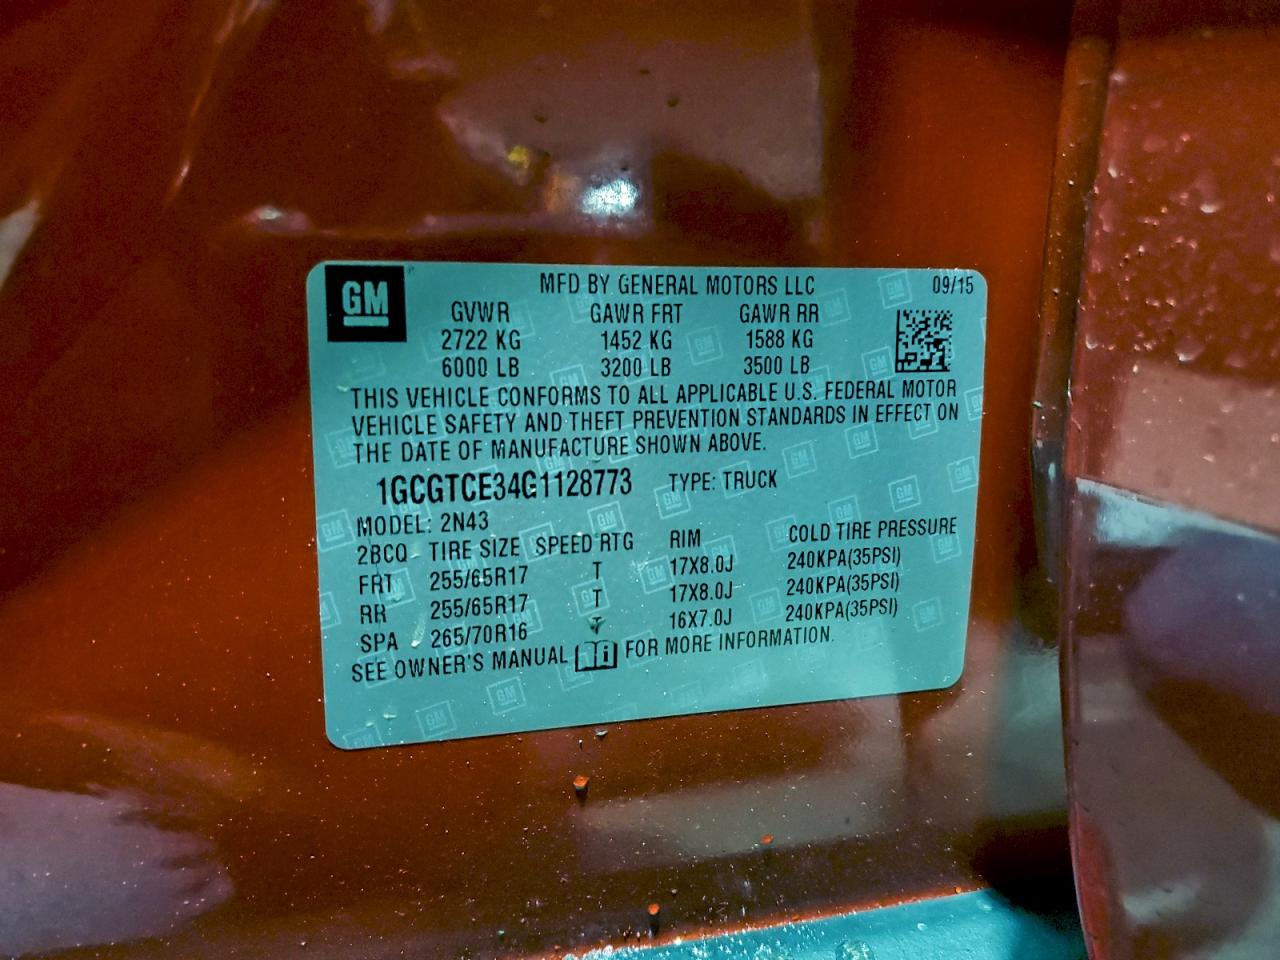 GM
MFD BY GENERAL MOTORS LLC 09/15
GVWR GAWR FRT GAWR RR
2722 KG 1452 KG 1588 KG
6000 LB 3200 LB 3500 LB
THIS VEHICLE CONFORMS TO ALL APPLICABLE U.S. FEDERAL MOTOR
VEHICLE SAFETY AND THEFT PREVENTION STANDARDS IN EFFECT ON
THE DATE OF MANUFACTURE SHOWN ABOVE.
1GCGTCE34G1128773 TYPE: TRUCK
MODEL: 2N43
2BCQ TIRE SIZE SPEED RTG RIM COLD TIRE PRESSURE
FRT 255/65R17 T 17X8.0J 240KPA(35PSI)
RR 255/65R17 T 17X8.0J 240KPA(35PSI)
SPA 265/70R16 T 16X7.0J 240KPA(35PSI)
SEE OWNER'S MANUAL i FOR MORE INFORMATION.